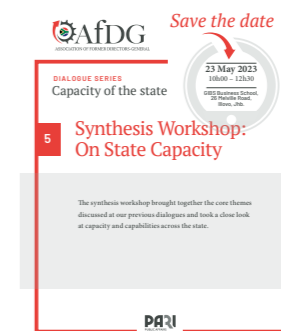 Save the date
AfDG
ASSOCIATION OF FORMER DIRECTORS-GENERAL
23 May 2023
10h00 – 12h30
GIBS Business School,
26 Melville Road,
Illovo, Jhb.
DIALOGUE SERIES
Capacity of the state
5
Synthesis Workshop:
On State Capacity
The synthesis workshop brought together the core themes
discussed at our previous dialogues and took a close look
at capacity and capabilities across the state.
PARI